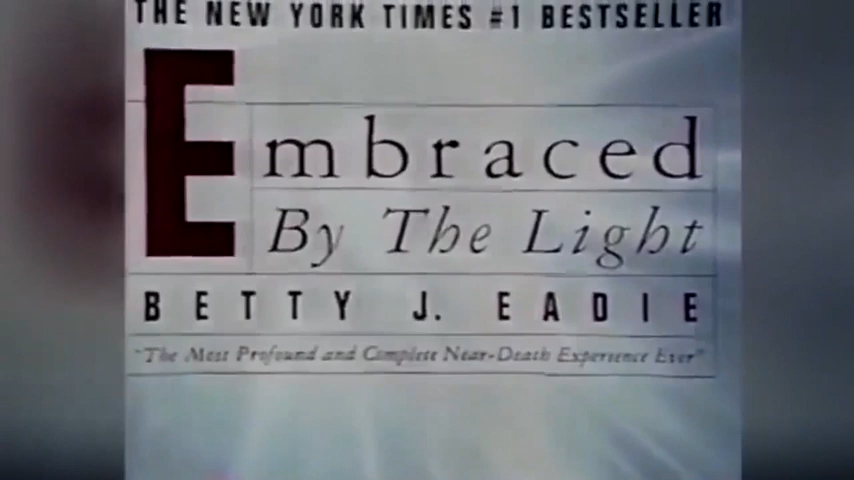 THE NEW YORK TIMES #1 BESTSELLER
Embraced
By The Light
BETTY J. EADIE
"The Most Profound and Complete Near-Death Experience Ever"